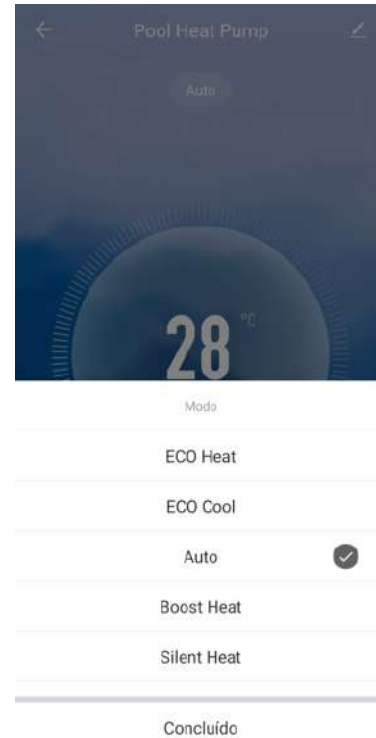 Pool Heat Pump
Auto
28 °C
Modo
ECO Heat
ECO Cool
Auto
Boost Heat
Silent Heat
Concluído